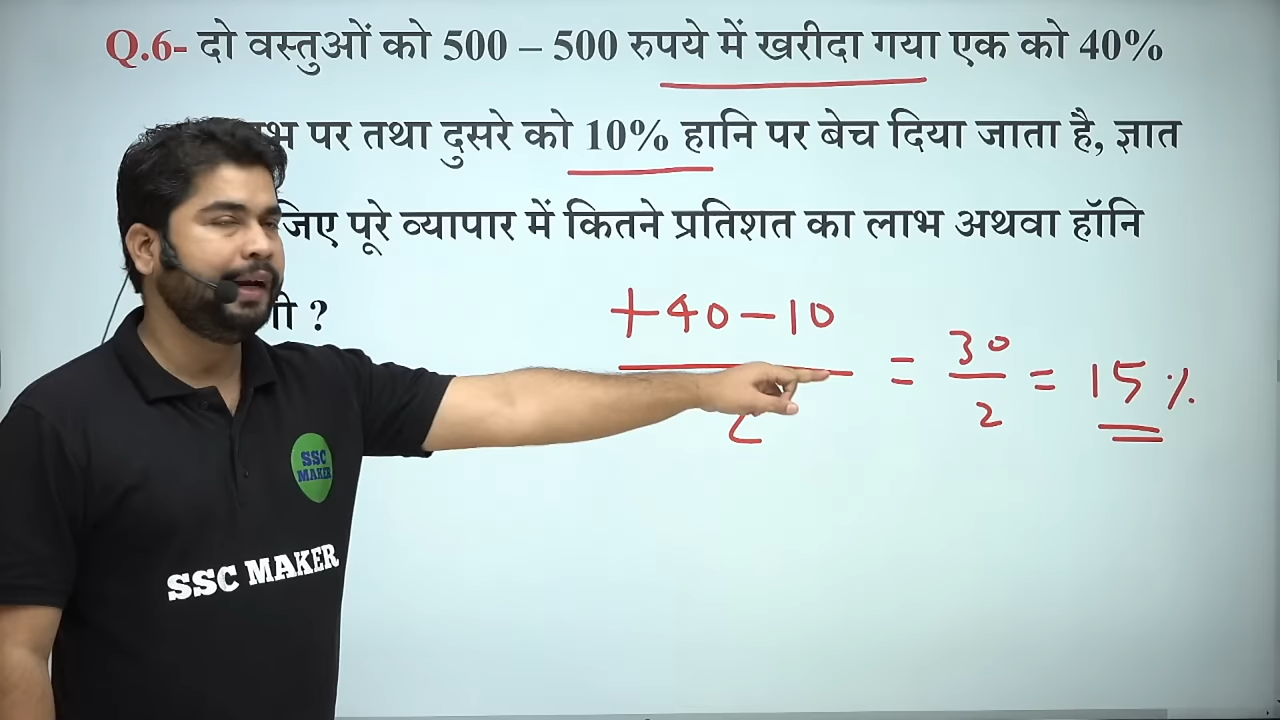 Q.6- दो वस्तुओं को 500 – 500 रुपये में खरीदा गया एक को 40%
पर तथा दुसरे को 10% हानि पर बेच दिया जाता है, ज्ञात
पूरे व्यापार में कितने प्रतिशत का लाभ अथवा हॉनि
?
+40-10
= 30/2 = 15%
SSC
MAKER
SSC MAKER